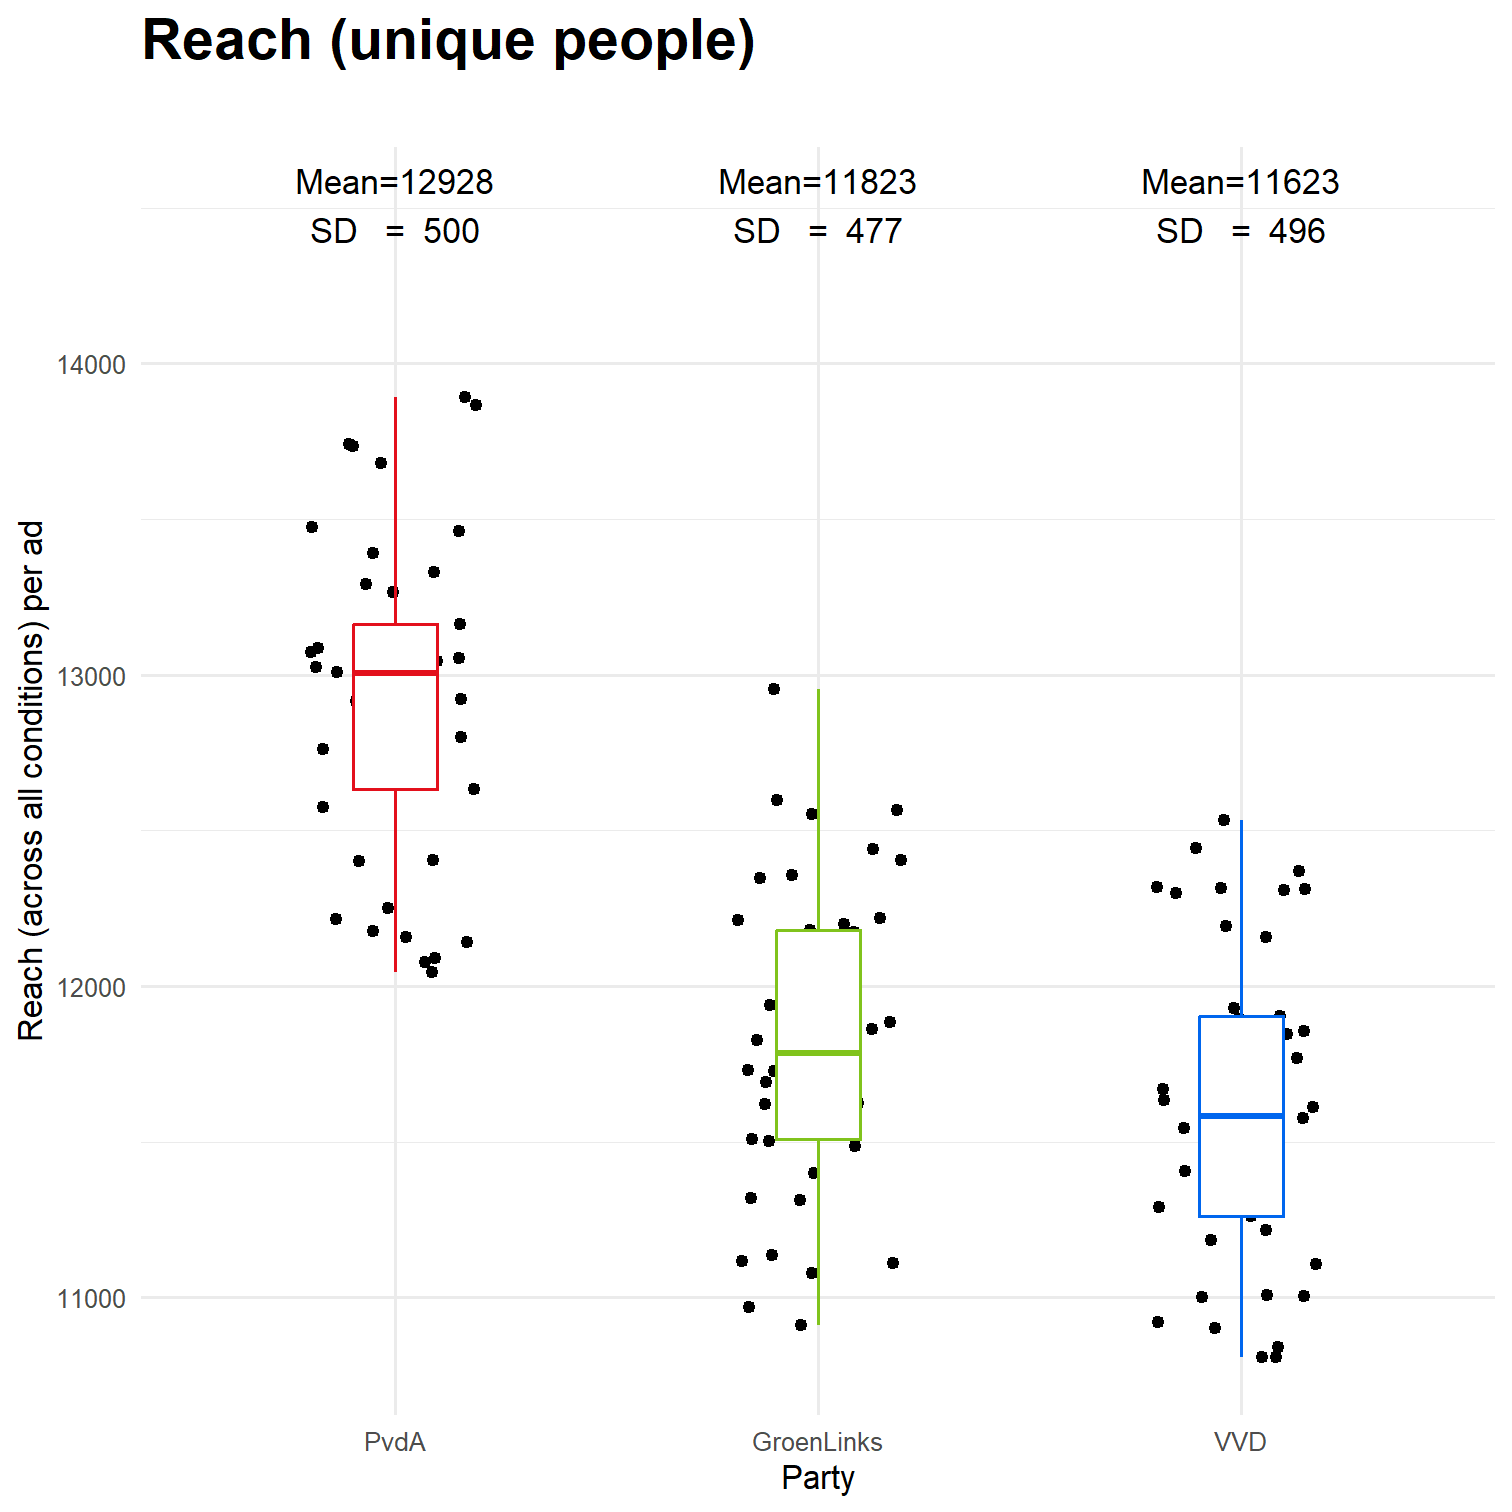 Reach (unique people)
Mean=12928
SD = 500
Mean=11823
SD = 477
Mean=11623
SD = 496
Reach (across all conditions) per ad
14000
13000
12000
11000
PvdA
GroenLinks
VVD
Party